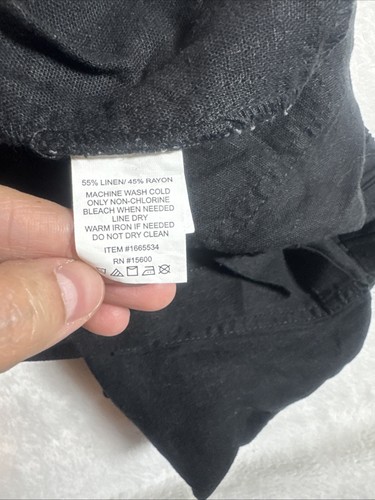 55% LINEN/ 45% RAYON
MACHINE WASH COLD
ONLY NON-CHLORINE
BLEACH WHEN NEEDED
LINE DRY
WARM IRON IF NEEDED
DO NOT DRY CLEAN
ITEM #1665534
RN #15600